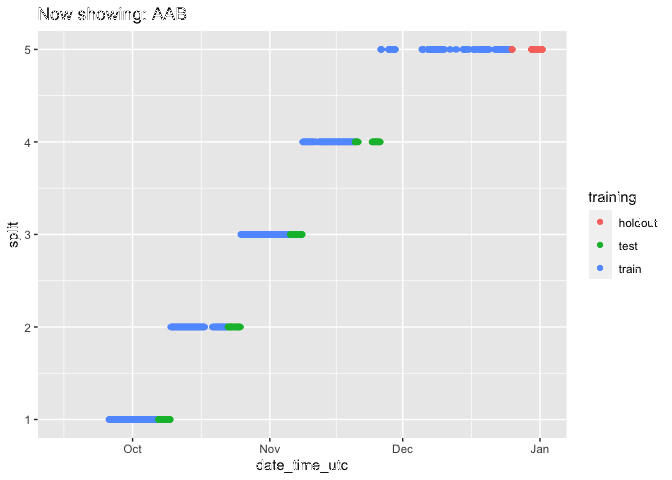 Now showing: AAB
5
4
3
2
1
split
Oct
Nov
Dec
Jan
date_time_utc
training
holdout
test
train